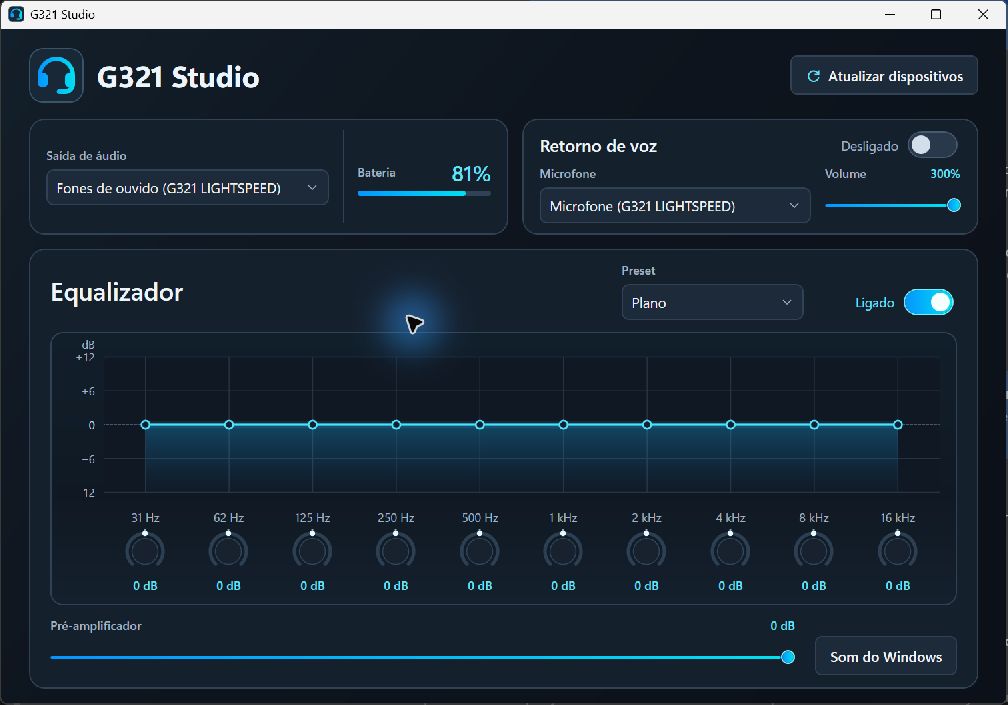 G321 Studio
G321 Studio
Atualizar dispositivos
Saída de áudio
Fones de ouvido (G321 LIGHTSPEED)
Bateria
81%
Retorno de voz
Desligado
Microfone
Microfone (G321 LIGHTSPEED)
Volume
300%
Equalizador
Preset
Plano
Ligado
dB
+12
+6
0
−6
12
31 Hz 62 Hz 125 Hz 250 Hz 500 Hz 1 kHz 2 kHz 4 kHz 8 kHz 16 kHz
0 dB 0 dB 0 dB 0 dB 0 dB 0 dB 0 dB 0 dB 0 dB 0 dB
Pré-amplificador
0 dB
Som do Windows